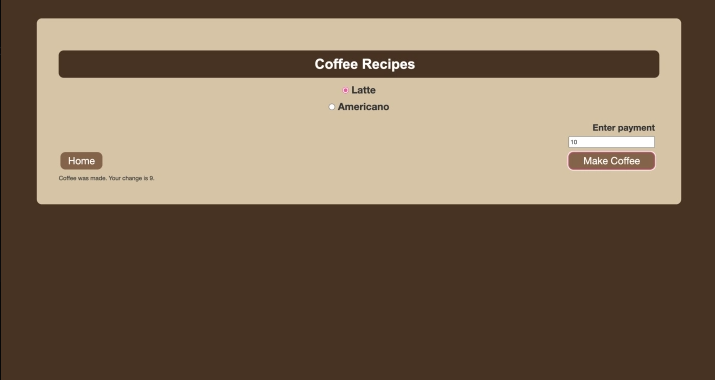 Coffee Recipes
Latte
Americano
Enter payment
10
Home
Make Coffee
Coffee was made. Your change is 9.